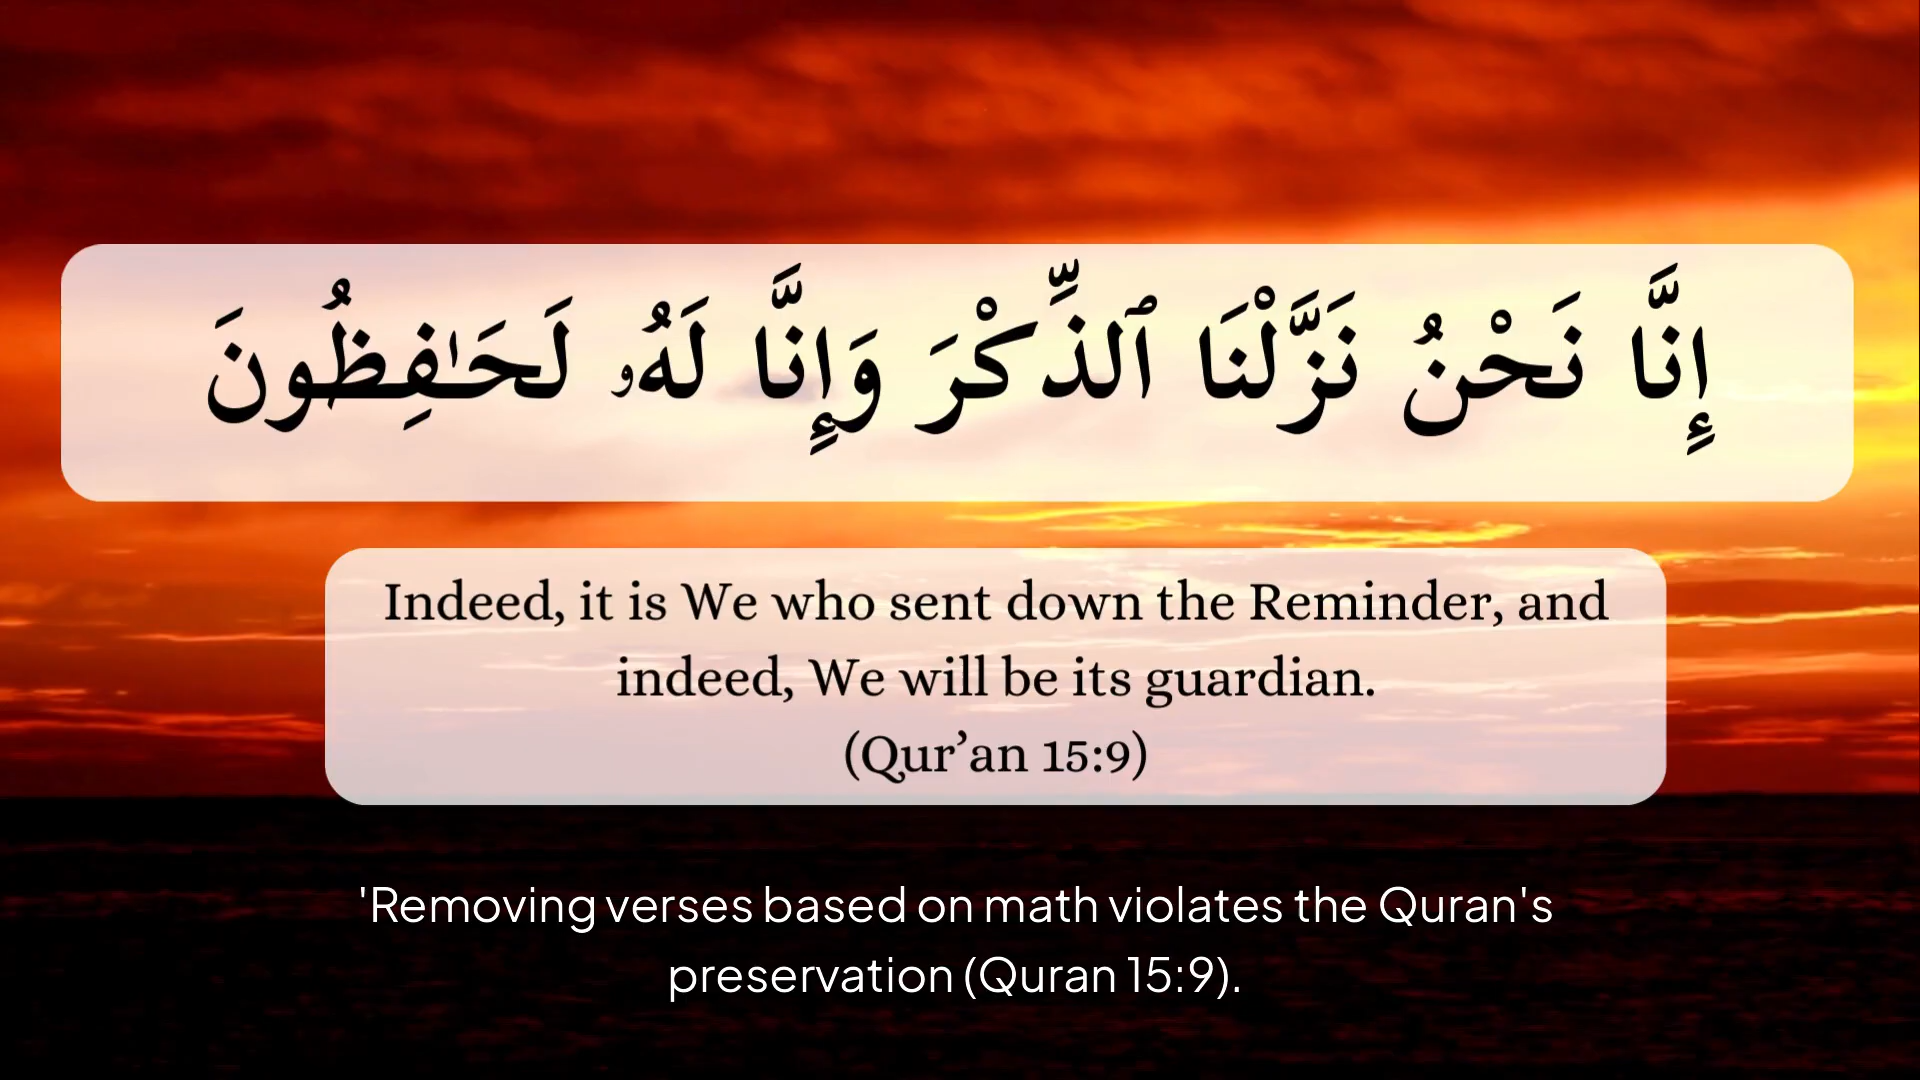 إِنَّا نَحْنُ نَزَّلْنَا ٱلذِّكْرَ وَإِنَّا لَهُۥ لَحَـٰفِظُونَ
Indeed, it is We who sent down the Reminder, and
indeed, We will be its guardian.
(Qur’an 15:9)
'Removing verses based on math violates the Quran's
preservation (Quran 15:9).